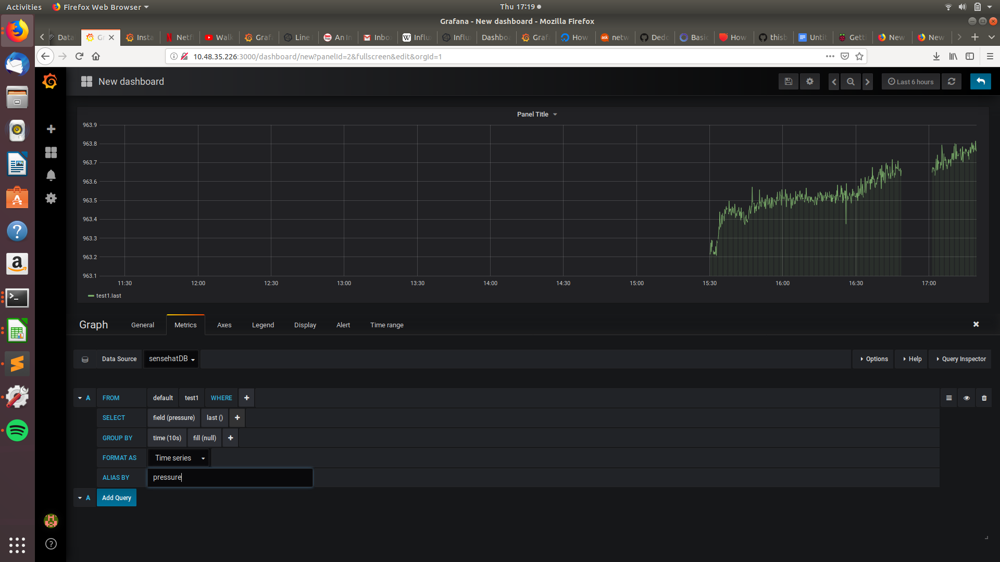 Activities Firefox Web Browser Thu 17:19
Grafana - New dashboard - Mozilla Firefox
Data Gr Insta Netf Walk Grafa Line An In Inbo Influ Influ Dashbo Graf How netw Dedc Basic How thisb Unti Getti New New
10.48.35.226:3000/dashboard/new?panelId=2&fullscreen&edit&orgId=1
New dashboard Last 6 hours
Panel Title
963.9
963.8
963.7
963.6
963.5
963.4
963.3
963.2
963.1
11:30 12:00 12:30 13:00 13:30 14:00 14:30 15:00 15:30 16:00 16:30 17:00
test1.last
Graph General Metrics Axes Legend Display Alert Time range
Data Source sensehatDB Options Help Query Inspector
A FROM default test1 WHERE +
SELECT field (pressure) last () +
GROUP BY time (10s) fill (null) +
FORMAT AS Time series
ALIAS BY pressure
A Add Query